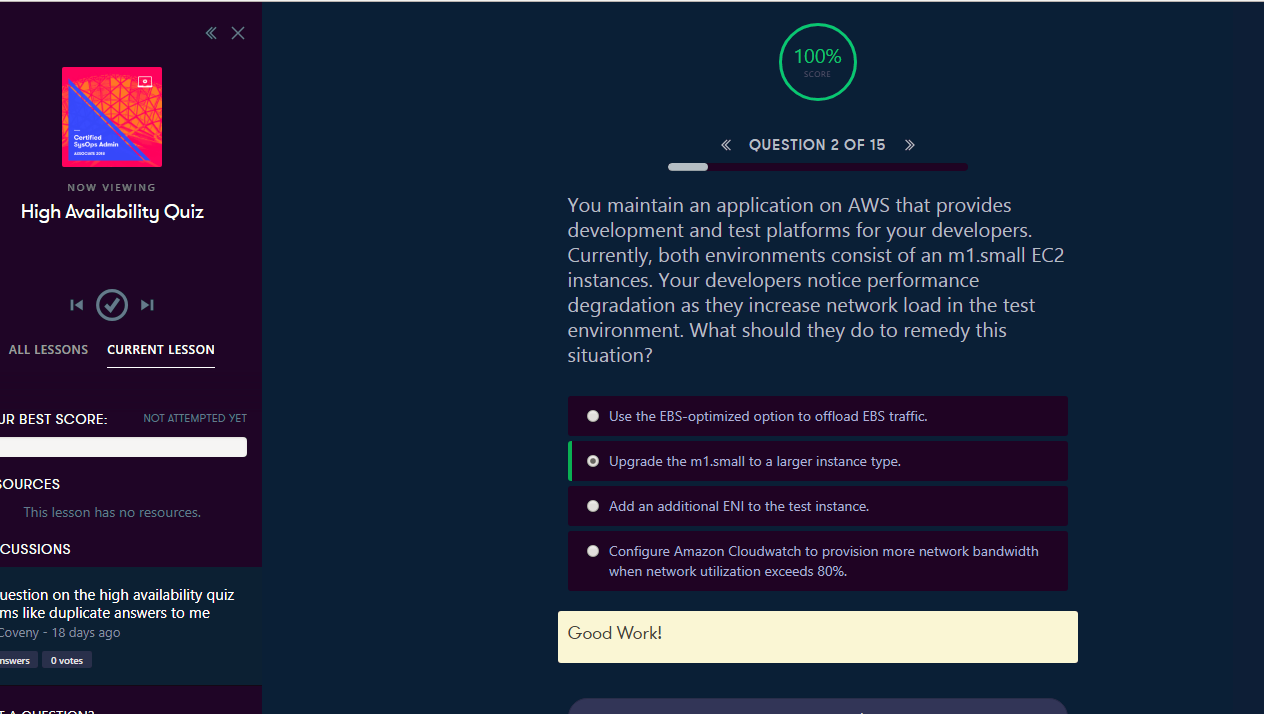 Certified
SysOps Admin
ASSOCIATE 2018
NOW VIEWING
High Availability Quiz
ALL LESSONS CURRENT LESSON
UR BEST SCORE: NOT ATTEMPTED YET
SOURCES
This lesson has no resources.
CUSSIONS
uestion on the high availability quiz
ms like duplicate answers to me
Coveny - 18 days ago
nswers 0 votes
T A QUESTION?
100%
SCORE
QUESTION 2 OF 15
You maintain an application on AWS that provides
development and test platforms for your developers.
Currently, both environments consist of an m1.small EC2
instances. Your developers notice performance
degradation as they increase network load in the test
environment. What should they do to remedy this
situation?
Use the EBS-optimized option to offload EBS traffic.
Upgrade the m1.small to a larger instance type.
Add an additional ENI to the test instance.
Configure Amazon Cloudwatch to provision more network bandwidth
when network utilization exceeds 80%.
Good Work!